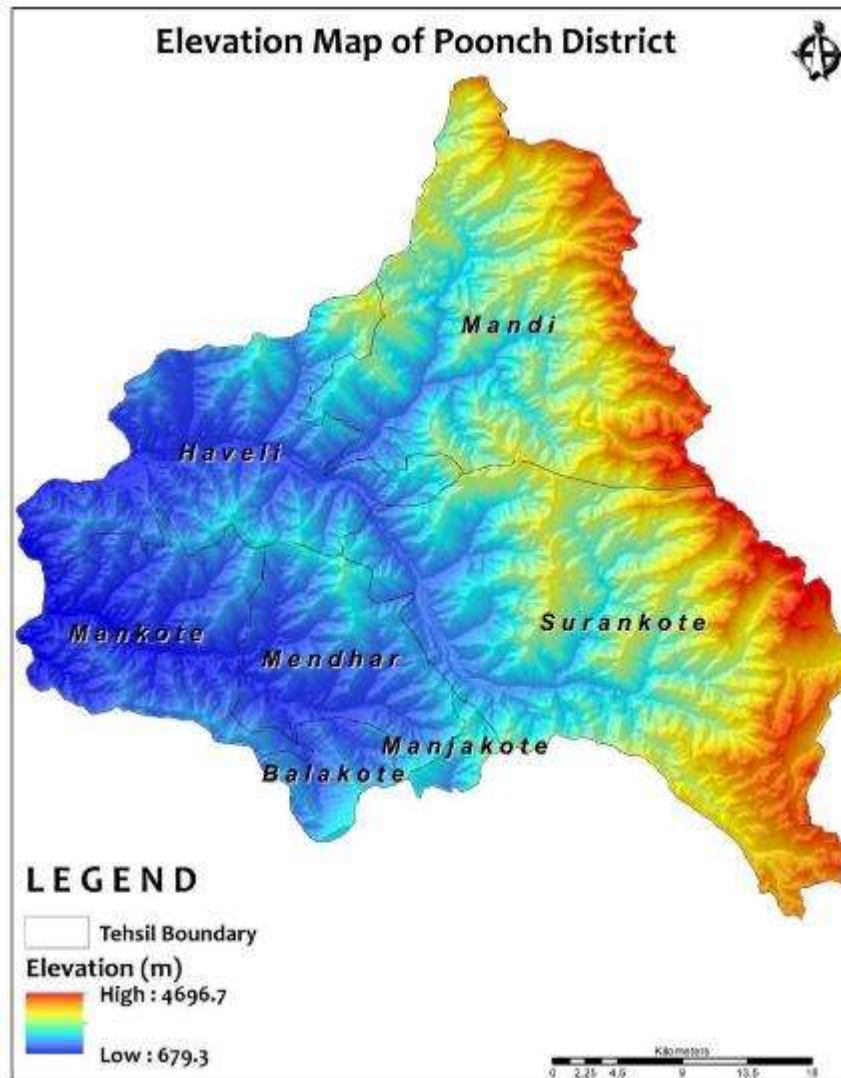 Elevation Map of Poonch District
Mandi
Haveli
Surankote
Mankote
Mendhar
Manjakote
Balakote
LEGEND
Tehsil Boundary
Elevation (m)
High : 4696.7
Low : 679.3
Kilometers
0 2.25 4.5 9 13.5 18